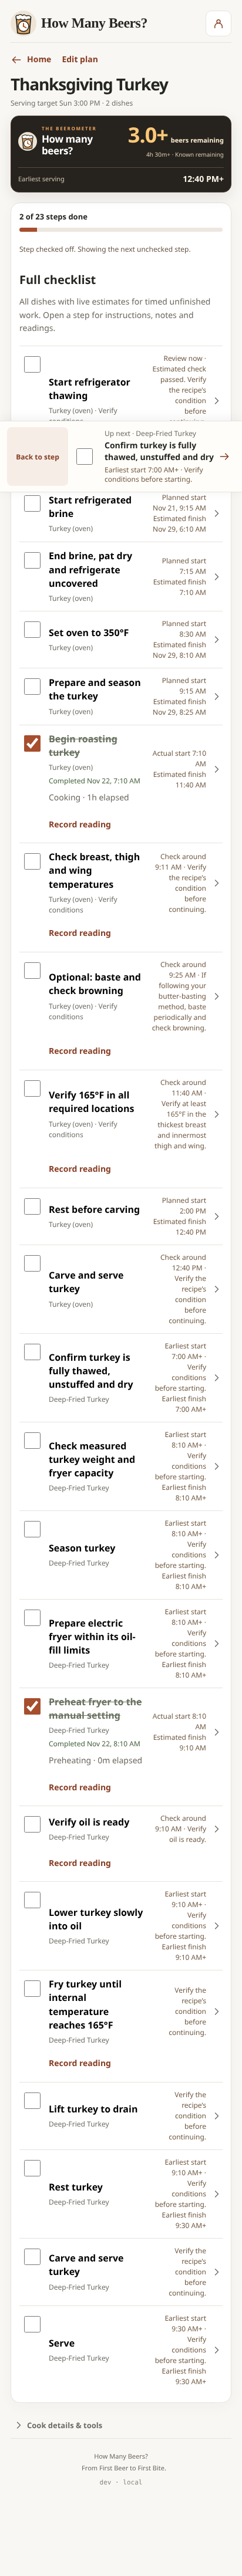 How Many Beers?
← Home Edit plan
Thanksgiving Turkey
Serving target Sun 3:00 PM · 2 dishes
THE BEEROMETER
How many
beers?
3.0+ beers remaining
4h 30m+ · Known remaining
Earliest serving 12:40 PM+
2 of 23 steps done
Step checked off. Showing the next unchecked step.
Full checklist
All dishes with live estimates for timed unfinished
work. Open a step for instructions, notes and
readings.
Start refrigerator
thawing
Turkey (oven) · Verify
Review now ·
Estimated check
passed. Verify
the recipe's
condition
before
Back to step
Up next · Deep-Fried Turkey
Confirm turkey is fully
thawed, unstuffed and dry →
Earliest start 7:00 AM+ · Verify
conditions before starting.
Start refrigerated
brine
Turkey (oven)
Planned start
Nov 21, 9:15 AM
Estimated finish
Nov 29, 6:10 AM
End brine, pat dry
and refrigerate
uncovered
Turkey (oven)
Planned start
7:15 AM
Estimated finish
7:10 AM
Set oven to 350°F
Turkey (oven)
Planned start
8:30 AM
Estimated finish
Nov 29, 8:10 AM
Prepare and season
the turkey
Turkey (oven)
Planned start
9:15 AM
Estimated finish
Nov 29, 8:25 AM
Begin roasting
turkey
Turkey (oven)
Completed Nov 22, 7:10 AM
Cooking · 1h elapsed
Actual start 7:10
AM
Estimated finish
11:40 AM
Record reading
Check breast, thigh
and wing
temperatures
Turkey (oven) · Verify
conditions
Check around
9:11 AM · Verify
the recipe's
condition
before
continuing.
Record reading
Optional: baste and
check browning
Turkey (oven) · Verify
conditions
Check around
9:25 AM · If
following your
butter-basting
method, baste
periodically and
check browning.
Record reading
Verify 165°F in all
required locations
Turkey (oven) · Verify
conditions
Check around
11:40 AM ·
Verify at least
165°F in the
thickest breast
and innermost
thigh and wing.
Record reading
Rest before carving
Turkey (oven)
Planned start
2:00 PM
Estimated finish
12:40 PM
Carve and serve
turkey
Turkey (oven)
Check around
12:40 PM ·
Verify the
recipe's
condition
before
continuing.
Confirm turkey is
fully thawed,
unstuffed and dry
Deep-Fried Turkey
Earliest start
7:00 AM+ ·
Verify
conditions
before starting.
Earliest finish
7:00 AM+
Check measured
turkey weight and
fryer capacity
Deep-Fried Turkey
Earliest start
8:10 AM+ ·
Verify
conditions
before starting.
Earliest finish
8:10 AM+
Season turkey
Deep-Fried Turkey
Earliest start
8:10 AM+ ·
Verify
conditions
before starting.
Earliest finish
8:10 AM+
Prepare electric
fryer within its oil-
fill limits
Deep-Fried Turkey
Earliest start
8:10 AM+ ·
Verify
conditions
before starting.
Earliest finish
8:10 AM+
Preheat fryer to the
manual setting
Deep-Fried Turkey
Completed Nov 22, 8:10 AM
Preheating · 0m elapsed
Actual start 8:10
AM
Estimated finish
9:10 AM
Record reading
Verify oil is ready
Deep-Fried Turkey
Check around
9:10 AM · Verify
oil is ready.
Record reading
Lower turkey slowly
into oil
Deep-Fried Turkey
Earliest start
9:10 AM+ ·
Verify
conditions
before starting.
Earliest finish
9:10 AM+
Fry turkey until
internal
temperature
reaches 165°F
Deep-Fried Turkey
Verify the
recipe's
condition
before
continuing.
Record reading
Lift turkey to drain
Deep-Fried Turkey
Verify the
recipe's
condition
before
continuing.
Rest turkey
Deep-Fried Turkey
Earliest start
9:10 AM+ ·
Verify
conditions
before starting.
Earliest finish
9:30 AM+
Carve and serve
turkey
Deep-Fried Turkey
Verify the
recipe's
condition
before
continuing.
Serve
Deep-Fried Turkey
Earliest start
9:30 AM+ ·
Verify
conditions
before starting.
Earliest finish
9:30 AM+
Cook details & tools
How Many Beers?
From First Beer to First Bite.
dev · local